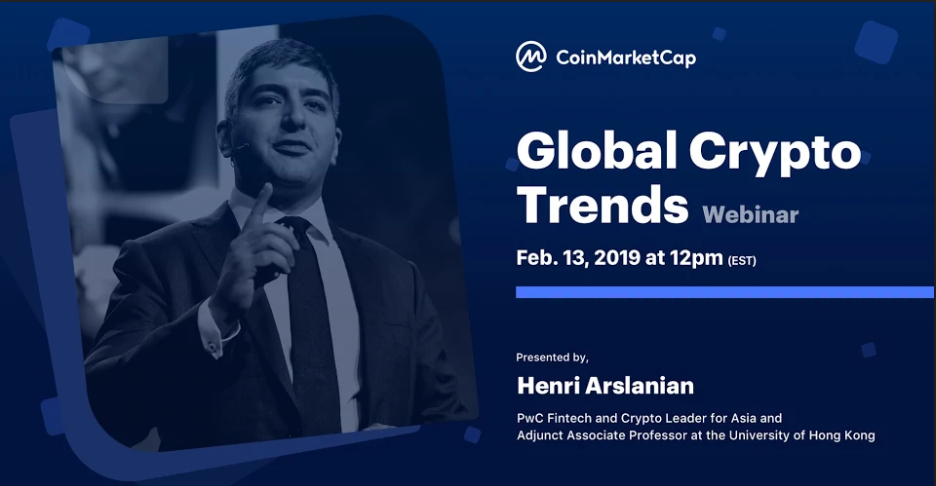 CoinMarketCap
Global Crypto
Trends Webinar
Feb. 13, 2019 at 12pm (EST)
Presented by,
Henri Arslanian
PwC Fintech and Crypto Leader for Asia and
Adjunct Associate Professor at the University of Hong Kong